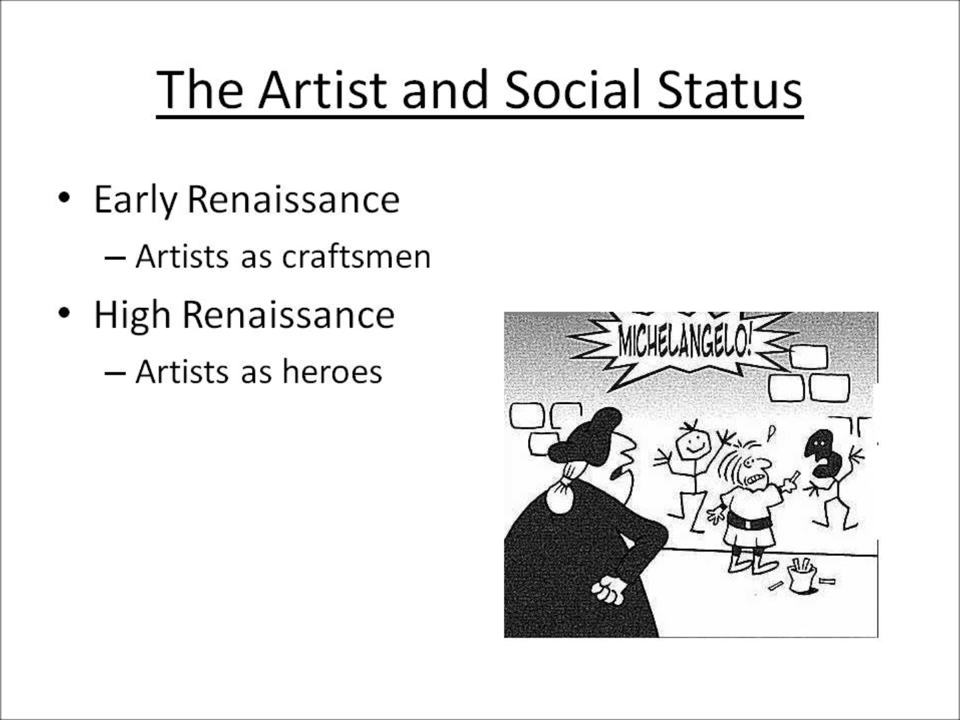 The Artist and Social Status
• Early Renaissance
– Artists as craftsmen
• High Renaissance
– Artists as heroes
MICHELANGELO!